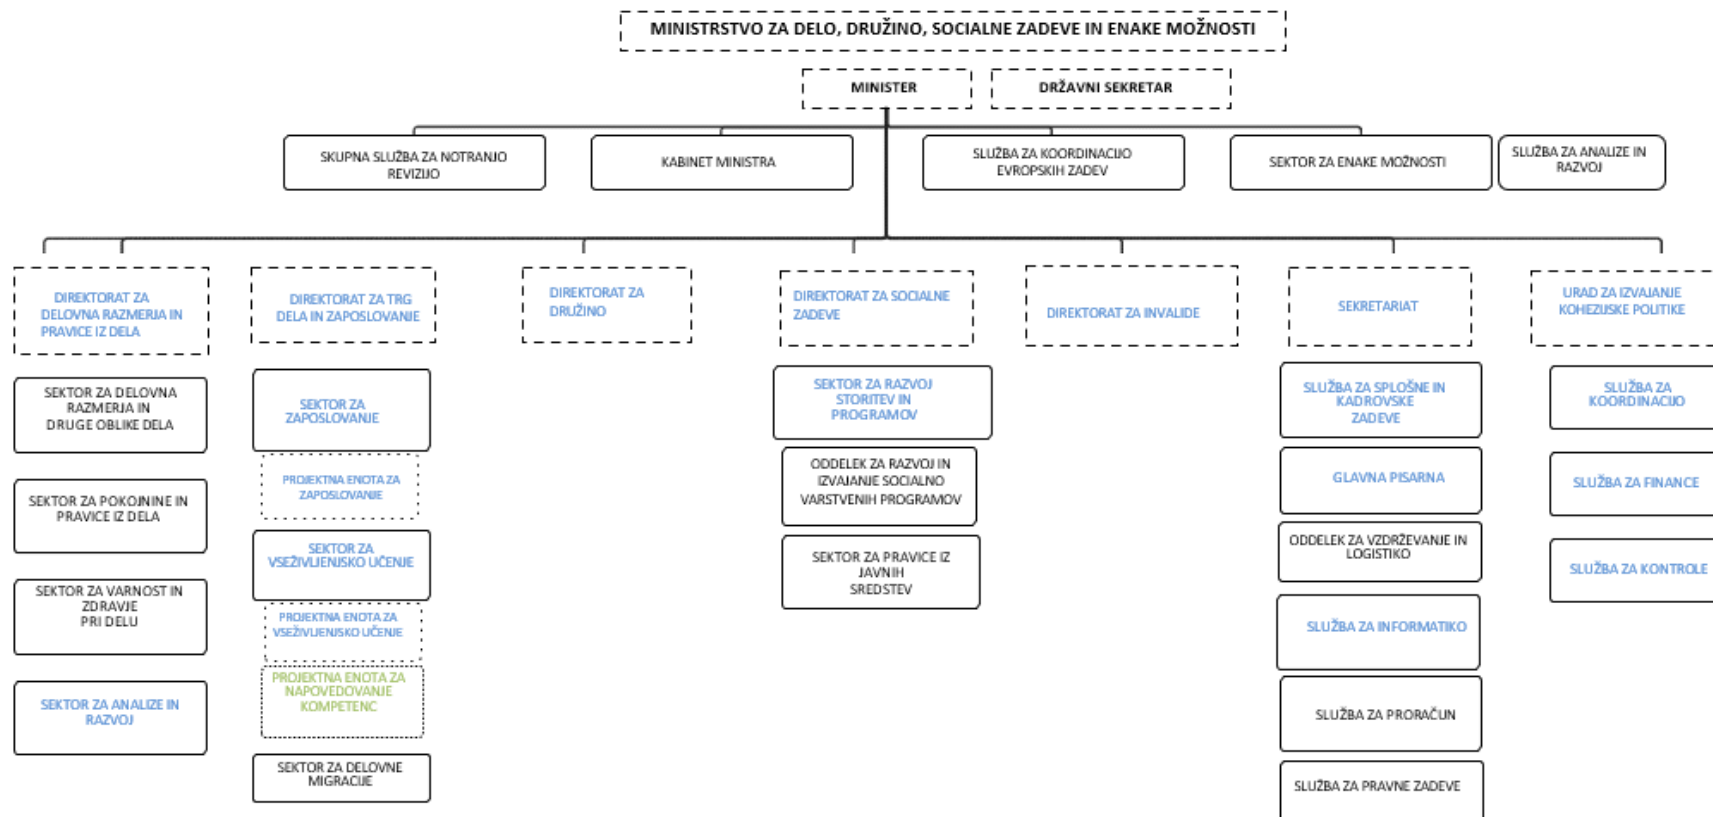 MINISTRSTVO ZA DELO, DRUŽINO, SOCIALNE ZADEVE IN ENAKE MOŽNOSTI
MINISTER
DRŽAVNI SEKRETAR
SKUPNA SLUŽBA ZA NOTRANJO
REVIZIJO
KABINET MINISTRA
SLUŽBA ZA KOORDINACIJO
EVROPSKIH ZADEV
SEKTOR ZA ENAKE MOŽNOSTI
SLUŽBA ZA ANALIZE IN
RAZVOJ
DIREKTORAT ZA
DELOVNA RAZMERJA IN
PRAVICE IZ DELA
SEKTOR ZA DELOVNA
RAZMERJA IN
DRUGE OBLIKE DELA
SEKTOR ZA POKOJNINE IN
PRAVICE IZ DELA
SEKTOR ZA VARNOST IN
ZDRAVJE
PRI DELU
SEKTOR ZA ANALIZE IN
RAZVOJ
DIREKTORAT ZA TRG
DELA IN ZAPOSLOVANJE
SEKTOR ZA
ZAPOSLOVANJE
PROJEKTNA ENOTA ZA
ZAPOSLOVANJE
SEKTOR ZA
VSEŽIVLJENJSKO UČENJE
PROJEKTNA ENOTA ZA
VSEŽIVLJENJSKO UČENJE
PROJEKTNA ENOTA ZA
NAPOVEDOVANJE
KOMPETENC
SEKTOR ZA DELOVNE
MIGRACIJE
DIREKTORAT ZA
DRUŽINO
DIREKTORAT ZA SOCIALNE
ZADEVE
SEKTOR ZA RAZVOJ
STORITEV IN
PROGRAMOV
ODDELEK ZA RAZVOJ IN
IZVAJANJE SOCIALNO
VARSTVENIH PROGRAMOV
SEKTOR ZA PRAVICE IZ
JAVNIH
SREDSTEV
DIREKTORAT ZA INVALIDE
SEKRETARIAT
SLUŽBA ZA SPLOŠNE IN
KADROVSKE
ZADEVE
GLAVNA PISARNA
ODDELEK ZA VZDRŽEVANJE IN
LOGISTIKO
SLUŽBA ZA INFORMATIKO
SLUŽBA ZA PRORAČUN
SLUŽBA ZA PRAVNE ZADEVE
URAD ZA IZVAJANJE
KOHEZIJSKE POLITIKE
SLUŽBA ZA
KOORDINACIJO
SLUŽBA ZA FINANCE
SLUŽBA ZA KONTROLE